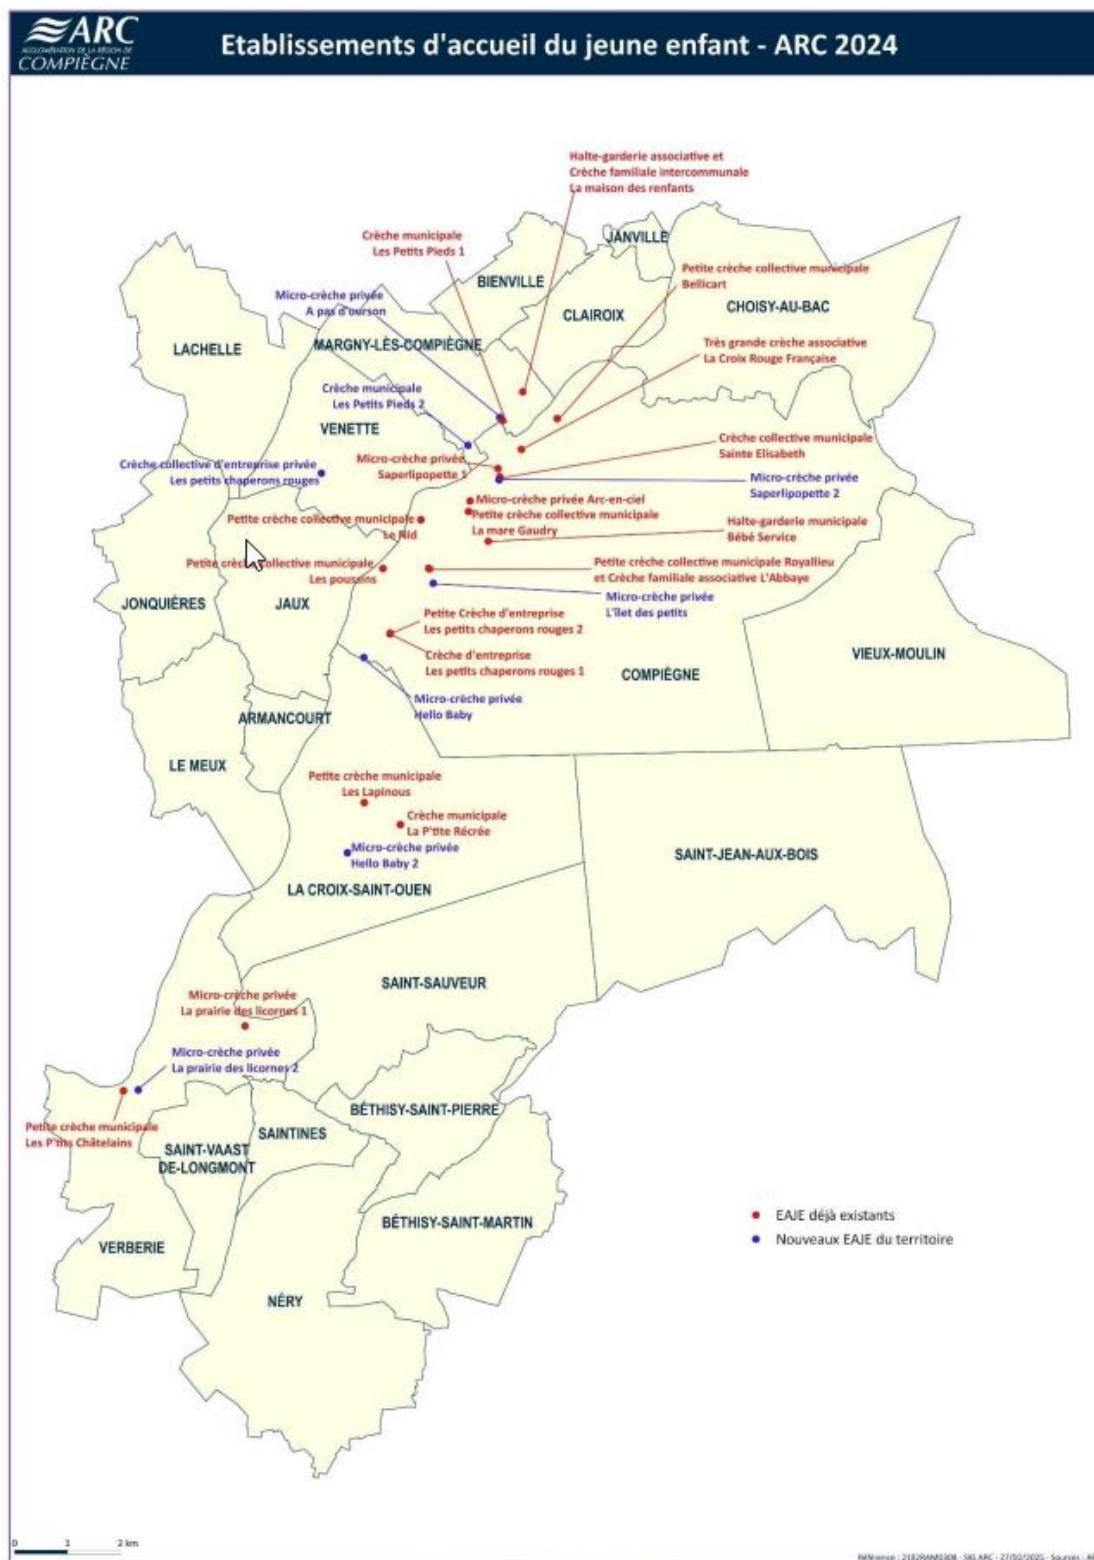 ARC
AGGLOMÉRATION DE LA RÉGION DE
COMPIÈGNE
Etablissements d'accueil du jeune enfant - ARC 2024
Halte-garderie associative et
Crèche familiale intercommunale
La maison des renfants
Crèche municipale
Les Petits Pieds 1
JANVILLE
BIENVILLE
Petite crèche collective municipale
Bellicart
Micro-crèche privée
A pas d'ourson
CLAIROIX
CHOISY-AU-BAC
LACHELLE
MARGNY-LÈS-COMPIÈGNE
Très grande crèche associative
La Croix Rouge Française
Crèche municipale
Les Petits Pieds 2
VENETTE
Crèche collective municipale
Sainte Elisabeth
Micro-crèche privée
Saperlipopette 1
Crèche collective d'entreprise privée
Les petits chaperons rouges
Micro-crèche privée
Saperlipopette 2
Micro-crèche privée Arc-en-ciel
Petite crèche collective municipale
La mare Gaudry
Petite crèche collective municipale
Le Nid
Halte-garderie municipale
Bébé Service
Petite crèche collective municipale
Les poussins
Petite crèche collective municipale Royallieu
et Crèche familiale associative L'Abbaye
JONQUIÈRES
JAUX
Micro-crèche privée
L'îlet des petits
Petite Crèche d'entreprise
Les petits chaperons rouges 2
Crèche d'entreprise
Les petits chaperons rouges 1
COMPIÈGNE
VIEUX-MOULIN
Micro-crèche privée
Hello Baby
ARMANCOURT
LE MEUX
Petite crèche municipale
Les Lapinous
Crèche municipale
La P'tite Récrée
Micro-crèche privée
Hello Baby 2
SAINT-JEAN-AUX-BOIS
LA CROIX-SAINT-OUEN
SAINT-SAUVEUR
Micro-crèche privée
La prairie des licornes 1
Micro-crèche privée
La prairie des licornes 2
BÉTHISY-SAINT-PIERRE
Petite crèche municipale
Les P'tits Châtelains
SAINTINES
SAINT-VAAST
DE-LONGMONT
BÉTHISY-SAINT-MARTIN
EAJE déjà existants
Nouveaux EAJE du territoire
VERBERIE
NÉRY
0 1 2 km
Référence : 2102RAM0308 - SIG ARC - 27/02/2025 - Sources :